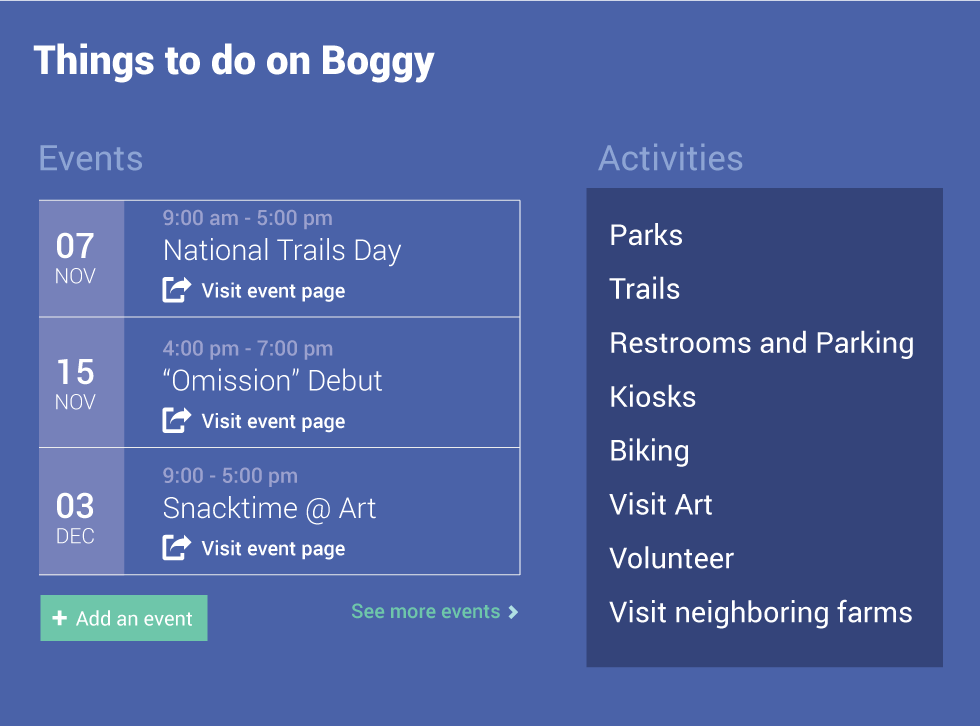 Things to do on Boggy
Events
07
NOV
9:00 am - 5:00 pm
National Trails Day
Visit event page
15
NOV
4:00 pm - 7:00 pm
“Omission” Debut
Visit event page
03
DEC
9:00 - 5:00 pm
Snacktime @ Art
Visit event page
+ Add an event
See more events >
Activities
Parks
Trails
Restrooms and Parking
Kiosks
Biking
Visit Art
Volunteer
Visit neighboring farms